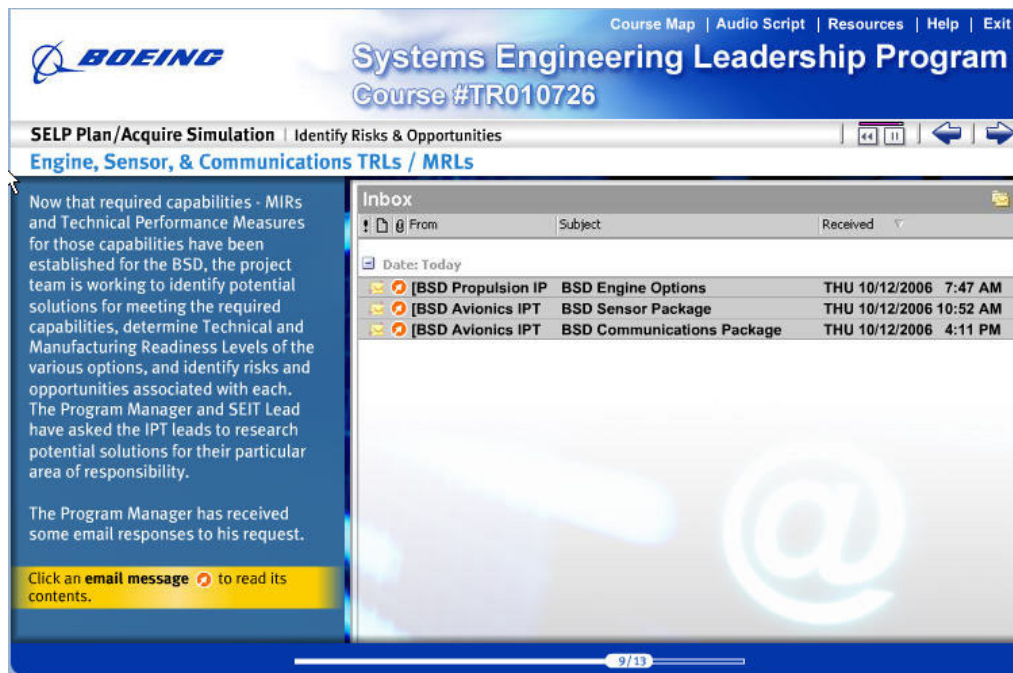 Course Map | Audio Script | Resources | Help | Exit
BOEING
Systems Engineering Leadership Program
Course #TR010726
SELP Plan/Acquire Simulation | Identify Risks & Opportunities
Engine, Sensor, & Communications TRLs / MRLs
Now that required capabilities - MIRs
and Technical Performance Measures
for those capabilities have been
established for the BSD, the project
team is working to identify potential
solutions for meeting the required
capabilities, determine Technical and
Manufacturing Readiness Levels of the
various options, and identify risks and
opportunities associated with each.
The Program Manager and SEIT Lead
have asked the IPT leads to research
potential solutions for their particular
area of responsibility.
The Program Manager has received
some email responses to his request.
Click an email message to read its
contents.
Inbox
! From Subject Received
Date: Today
[BSD Propulsion IP BSD Engine Options THU 10/12/2006 7:47 AM
[BSD Avionics IPT BSD Sensor Package THU 10/12/2006 10:52 AM
[BSD Avionics IPT BSD Communications Package THU 10/12/2006 4:11 PM
@
9/13